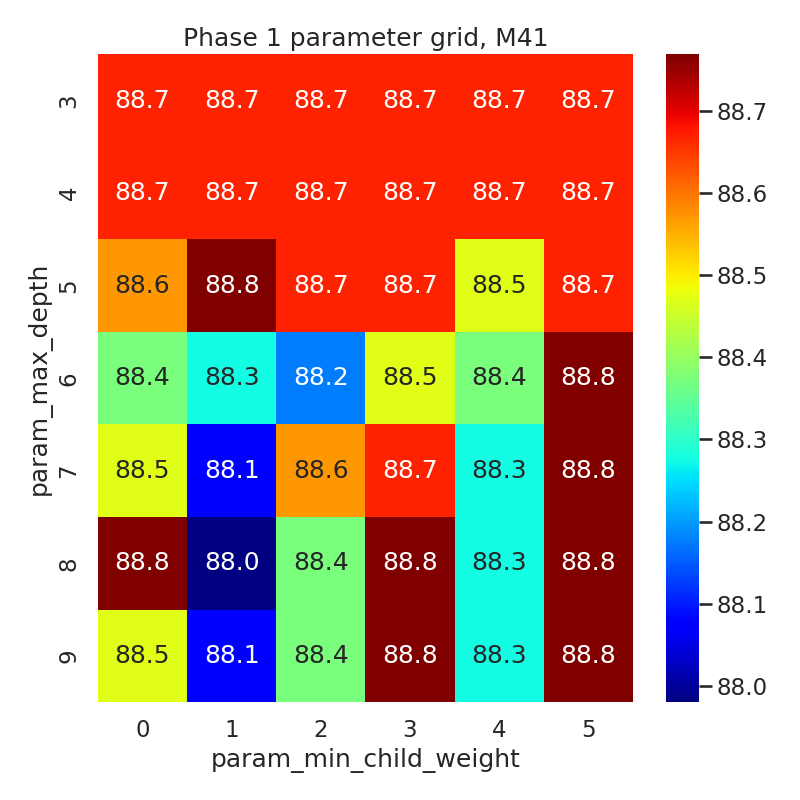 Phase 1 parameter grid, M41
3 88.7 88.7 88.7 88.7 88.7 88.7
4 88.7 88.7 88.7 88.7 88.7 88.7
5 88.6 88.8 88.7 88.7 88.5 88.7
6 88.4 88.3 88.2 88.5 88.4 88.8
7 88.5 88.1 88.6 88.7 88.3 88.8
8 88.8 88.0 88.4 88.8 88.3 88.8
9 88.5 88.1 88.4 88.8 88.3 88.8
0 1 2 3 4 5
param_min_child_weight
param_max_depth
88.7
88.6
88.5
88.4
88.3
88.2
88.1
88.0